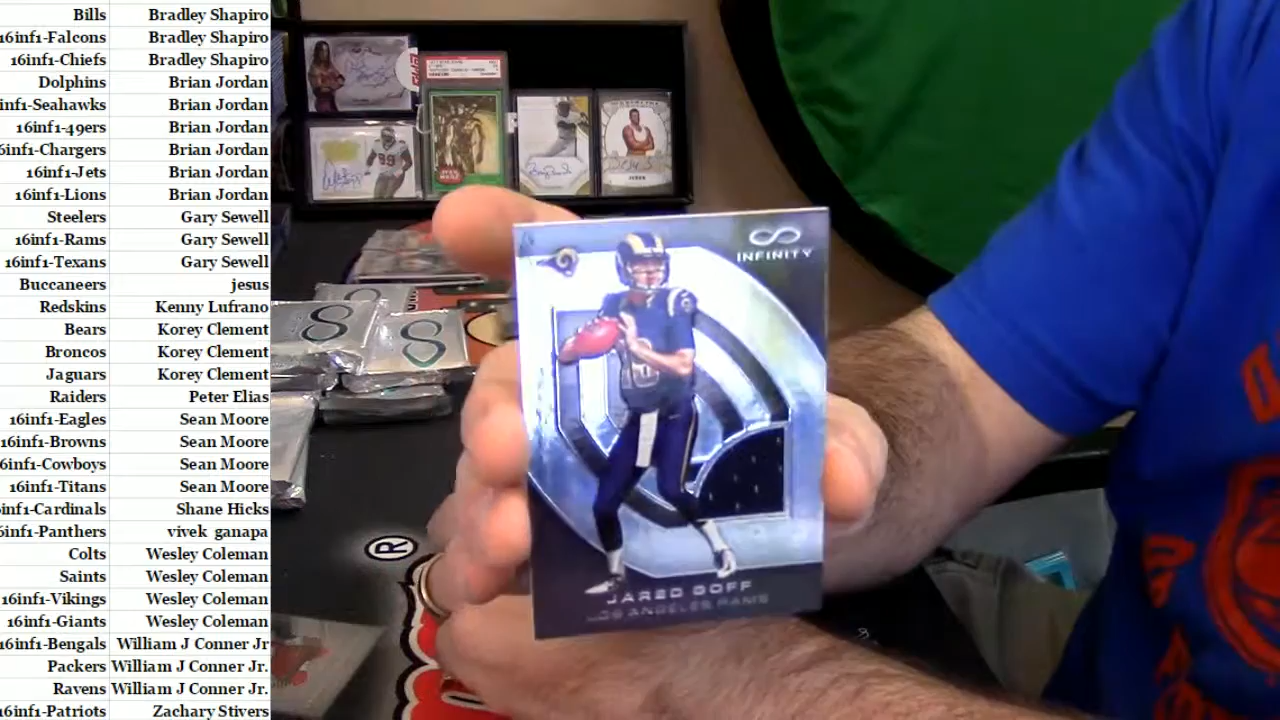 Bills Bradley Shapiro
16inf1-Falcons Bradley Shapiro
16inf1-Chiefs Bradley Shapiro
Dolphins Brian Jordan
inf1-Seahawks Brian Jordan
16inf1-49ers Brian Jordan
inf1-Chargers Brian Jordan
16inf1-Jets Brian Jordan
16inf1-Lions Brian Jordan
Steelers Gary Sewell
16inf1-Rams Gary Sewell
16inf1-Texans Gary Sewell
Buccaneers jesus
Redskins Kenny Lufrano
Bears Korey Clement
Broncos Korey Clement
Jaguars Korey Clement
Raiders Peter Elias
16inf1-Eagles Sean Moore
16inf1-Browns Sean Moore
6inf1-Cowboys Sean Moore
16inf1-Titans Sean Moore
inf1-Cardinals Shane Hicks
16inf1-Panthers vivek ganapa
Colts Wesley Coleman
Saints Wesley Coleman
16inf1-Vikings Wesley Coleman
16inf1-Giants Wesley Coleman
16inf1-Bengals William J Conner Jr
Packers William J Conner Jr.
Ravens William J Conner Jr.
16inf1-Patriots Zachary Stivers
INFINITY
16
JARED GOFF
LOS ANGELES RAMS
®